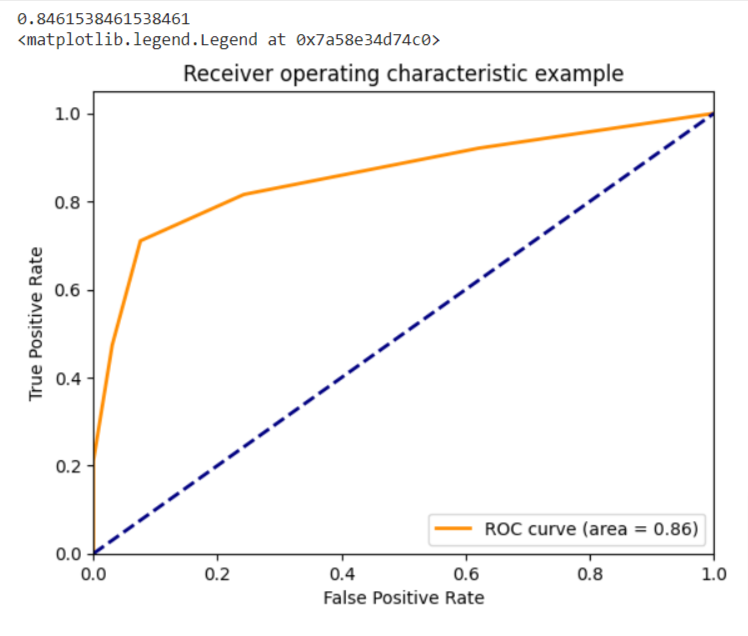 0.8461538461538461
<matplotlib.legend.Legend at 0x7a58e34d74c0>
Receiver operating characteristic example
1.0
0.8
0.6
0.4
0.2
0.0
True Positive Rate
ROC curve (area = 0.86)
0.0 0.2 0.4 0.6 0.8 1.0
False Positive Rate